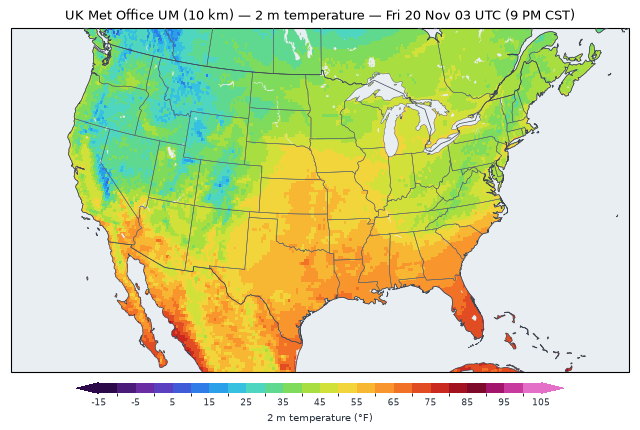 UK Met Office UM (10 km) — 2 m temperature — Fri 20 Nov 03 UTC (9 PM CST)
-15 -5 5 15 25 35 45 55 65 75 85 95 105
2 m temperature (°F)